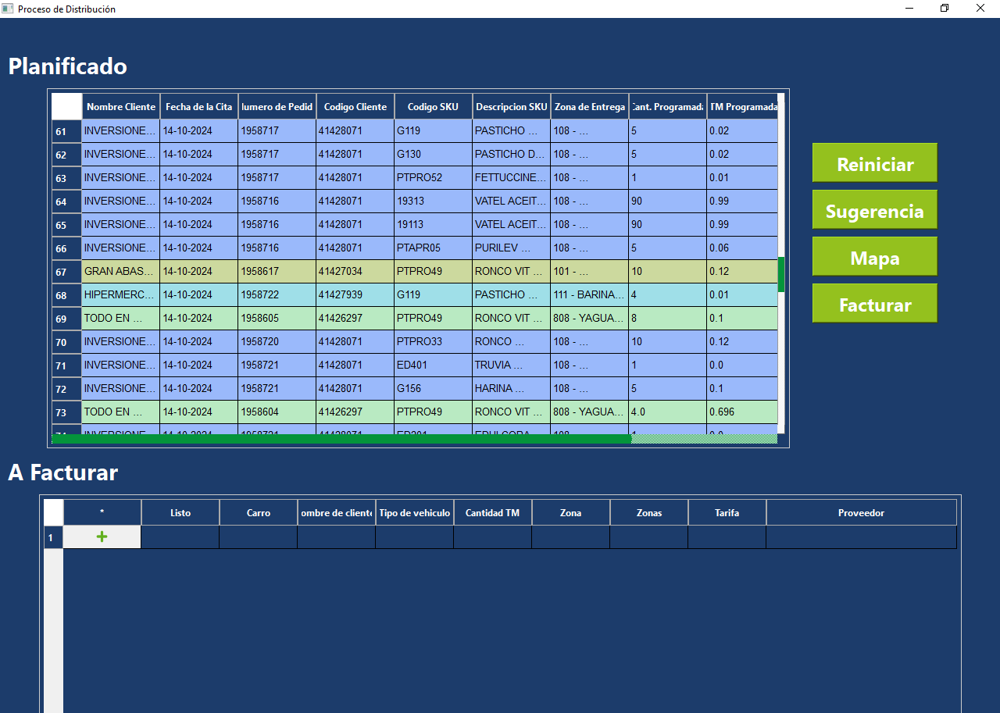 Proceso de Distribución
Planificado
Nombre Cliente Fecha de la Cita lumero de Pedid Codigo Cliente Codigo SKU Descripcion SKU Zona de Entrega Cant. Programada TM Programada
61 INVERSIONE... 14-10-2024 1958717 41428071 G119 PASTICHO ... 108 - ... 5 0.02
62 INVERSIONE... 14-10-2024 1958717 41428071 G130 PASTICHO D... 108 - ... 5 0.02
63 INVERSIONE... 14-10-2024 1958717 41428071 PTPRO52 FETTUCCINE... 108 - ... 1 0.01
64 INVERSIONE... 14-10-2024 1958716 41428071 19313 VATEL ACEIT... 108 - ... 90 0.99
65 INVERSIONE... 14-10-2024 1958716 41428071 19113 VATEL ACEIT... 108 - ... 90 0.99
66 INVERSIONE... 14-10-2024 1958716 41428071 PTAPR05 PURILEV ... 108 - ... 5 0.06
67 GRAN ABAS... 14-10-2024 1958617 41427034 PTPRO49 RONCO VIT ... 101 - ... 10 0.12
68 HIPERMERC... 14-10-2024 1958722 41427939 G119 PASTICHO ... 111 - BARINA... 4 0.01
69 TODO EN ... 14-10-2024 1958605 41426297 PTPRO49 RONCO VIT ... 808 - YAGUA... 8 0.1
70 INVERSIONE... 14-10-2024 1958720 41428071 PTPRO33 RONCO ... 108 - ... 10 0.12
71 INVERSIONE... 14-10-2024 1958721 41428071 ED401 TRUVIA ... 108 - ... 1 0.0
72 INVERSIONE... 14-10-2024 1958721 41428071 G156 HARINA ... 108 - ... 5 0.1
73 TODO EN ... 14-10-2024 1958604 41426297 PTPRO49 RONCO VIT ... 808 - YAGUA... 4.0 0.696
74 INVERSIONE... 14-10-2024 1958721 41428071 EDULCORA...
Reiniciar
Sugerencia
Mapa
Facturar
A Facturar
* Listo Carro ombre de cliente Tipo de vehiculo Cantidad TM Zona Zonas Tarifa Proveedor
1 +